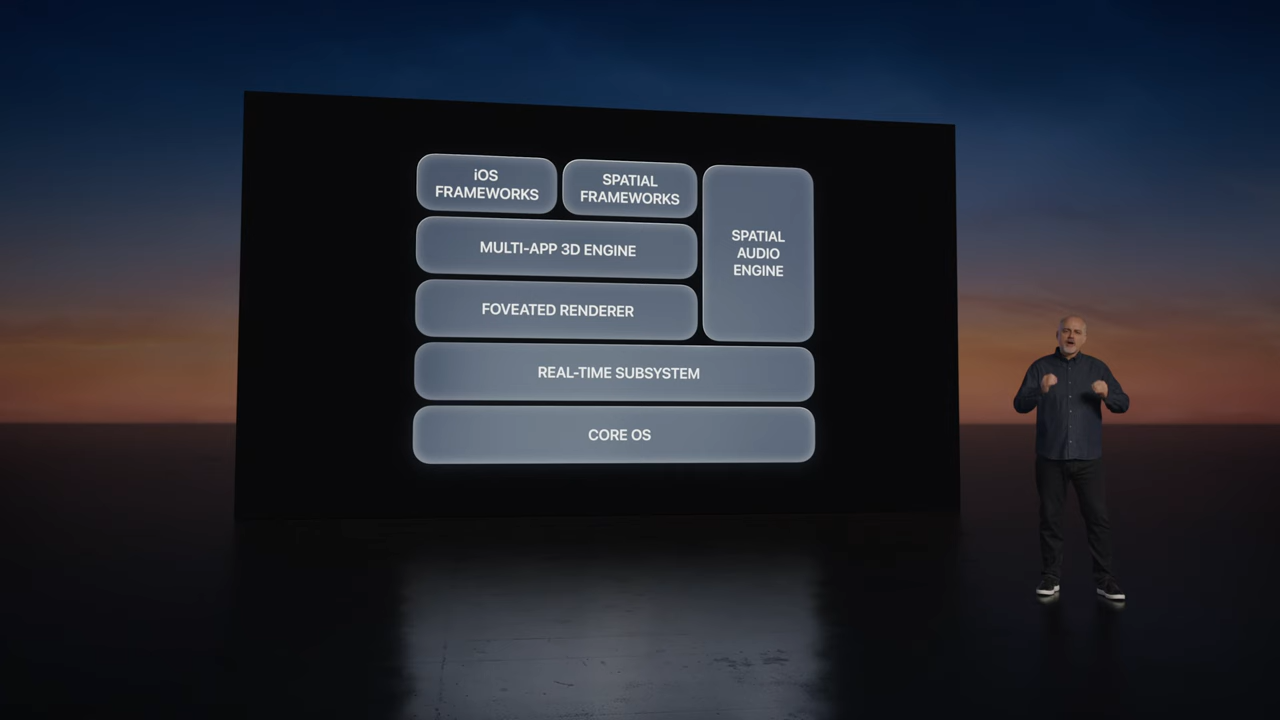 iOS
FRAMEWORKS
SPATIAL
FRAMEWORKS
SPATIAL
AUDIO
ENGINE
MULTI-APP 3D ENGINE
FOVEATED RENDERER
REAL-TIME SUBSYSTEM
CORE OS